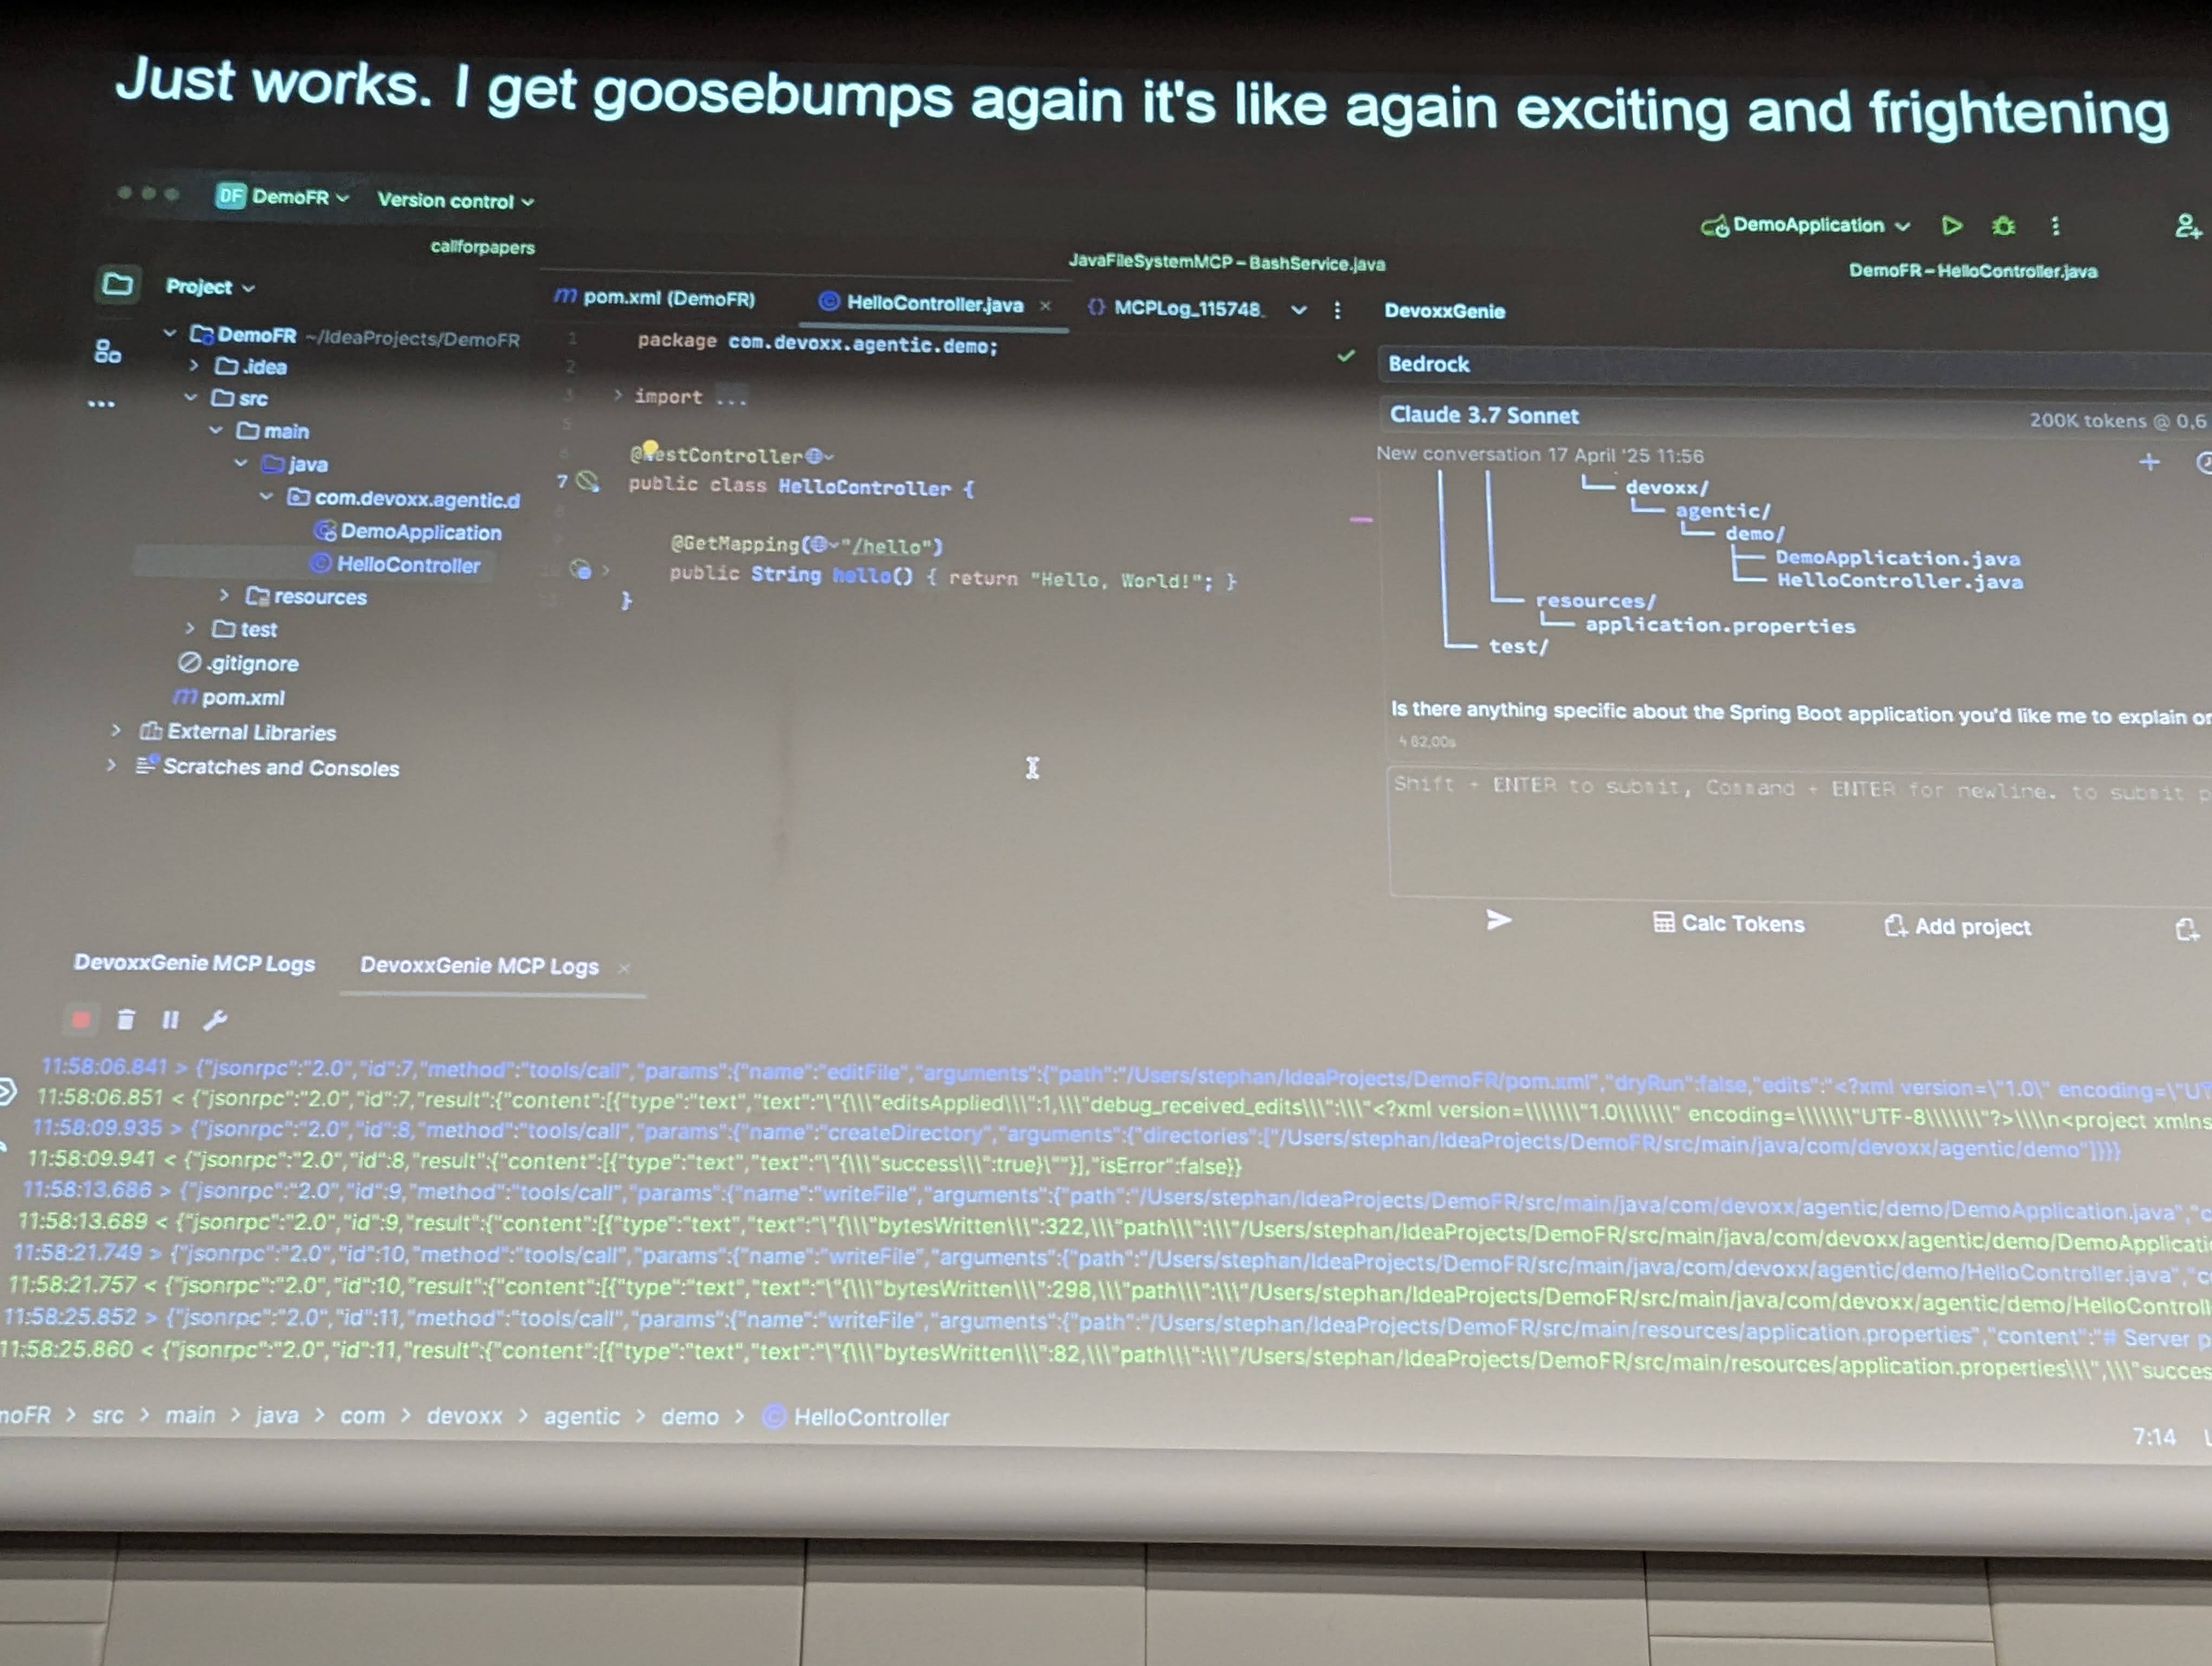 Just works. I get goosebumps again it's like again exciting and frightening
DF DemoFR Version control
DemoApplication
callforpapers
JavaFileSystemMCP – BashService.java
DemoFR – HelloController.java
Project
DemoFR ~/IdeaProjects/DemoFR
.idea
src
main
java
com.devoxx.agentic.d
DemoApplication
HelloController
resources
test
.gitignore
pom.xml
External Libraries
Scratches and Consoles
pom.xml (DemoFR)
HelloController.java
MCPLog_115748
1 package com.devoxx.agentic.demo;
2
3 import ...
5
6
7 public class HelloController {
@GetMapping("/hello")
public String hello() { return "Hello, World!"; }
}
DevoxxGenie
Bedrock
Claude 3.7 Sonnet
200K tokens @ 0,6
New conversation 17 April '25 11:56
devoxx/
agentic/
demo/
DemoApplication.java
HelloController.java
resources/
application.properties
test/
Is there anything specific about the Spring Boot application you'd like me to explain or
Shift + ENTER to submit, Command + ENTER for newline. to submit p
Calc Tokens
Add project
DevoxxGenie MCP Logs
DevoxxGenie MCP Logs
11:58:06.841 > {"jsonrpc":"2.0","id":7,"method":"tools/call","params":{"name":"editFile","arguments":{"path":"/Users/stephan/IdeaProjects/DemoFR/pom.xml","dryRun":false,"edits":"<?xml version=\"1.0\" encoding=\"UT
11:58:06.851 < {"jsonrpc":"2.0","id":7,"result":{"content":[{"type":"text","text":"\"{\\\"editsApplied\\\":1,\\\"debug_received_edits\\\":\\\"<?xml version=\\\\\\\"1.0\\\\\\\" encoding=\\\\\\\"UTF-8\\\\\\\"?>\\\\n<project xmlns
11:58:09.935 > {"jsonrpc":"2.0","id":8,"method":"tools/call","params":{"name":"createDirectory","arguments":{"directories":["/Users/stephan/IdeaProjects/DemoFR/src/main/java/com/devoxx/agentic/demo"]}}}
11:58:09.941 < {"jsonrpc":"2.0","id":8,"result":{"content":[{"type":"text","text":"\"{\\\"success\\\":true}\""}],"isError":false}}
11:58:13.686 > {"jsonrpc":"2.0","id":9,"method":"tools/call","params":{"name":"writeFile","arguments":{"path":"/Users/stephan/IdeaProjects/DemoFR/src/main/java/com/devoxx/agentic/demo/DemoApplication.java","c
11:58:13.689 < {"jsonrpc":"2.0","id":9,"result":{"content":[{"type":"text","text":"\"{\\\"bytesWritten\\\":322,\\\"path\\\":\\\"/Users/stephan/IdeaProjects/DemoFR/src/main/java/com/devoxx/agentic/demo/DemoApplicati
11:58:21.749 > {"jsonrpc":"2.0","id":10,"method":"tools/call","params":{"name":"writeFile","arguments":{"path":"/Users/stephan/IdeaProjects/DemoFR/src/main/java/com/devoxx/agentic/demo/HelloController.java","c
11:58:21.757 < {"jsonrpc":"2.0","id":10,"result":{"content":[{"type":"text","text":"\"{\\\"bytesWritten\\\":298,\\\"path\\\":\\\"/Users/stephan/IdeaProjects/DemoFR/src/main/java/com/devoxx/agentic/demo/HelloControl
11:58:25.852 > {"jsonrpc":"2.0","id":11,"method":"tools/call","params":{"name":"writeFile","arguments":{"path":"/Users/stephan/IdeaProjects/DemoFR/src/main/resources/application.properties","content":"# Server p
11:58:25.860 < {"jsonrpc":"2.0","id":11,"result":{"content":[{"type":"text","text":"\"{\\\"bytesWritten\\\":82,\\\"path\\\":\\\"/Users/stephan/IdeaProjects/DemoFR/src/main/resources/application.properties\\\",\\\"succes
moFR > src > main > java > com > devoxx > agentic > demo > HelloController
7:14